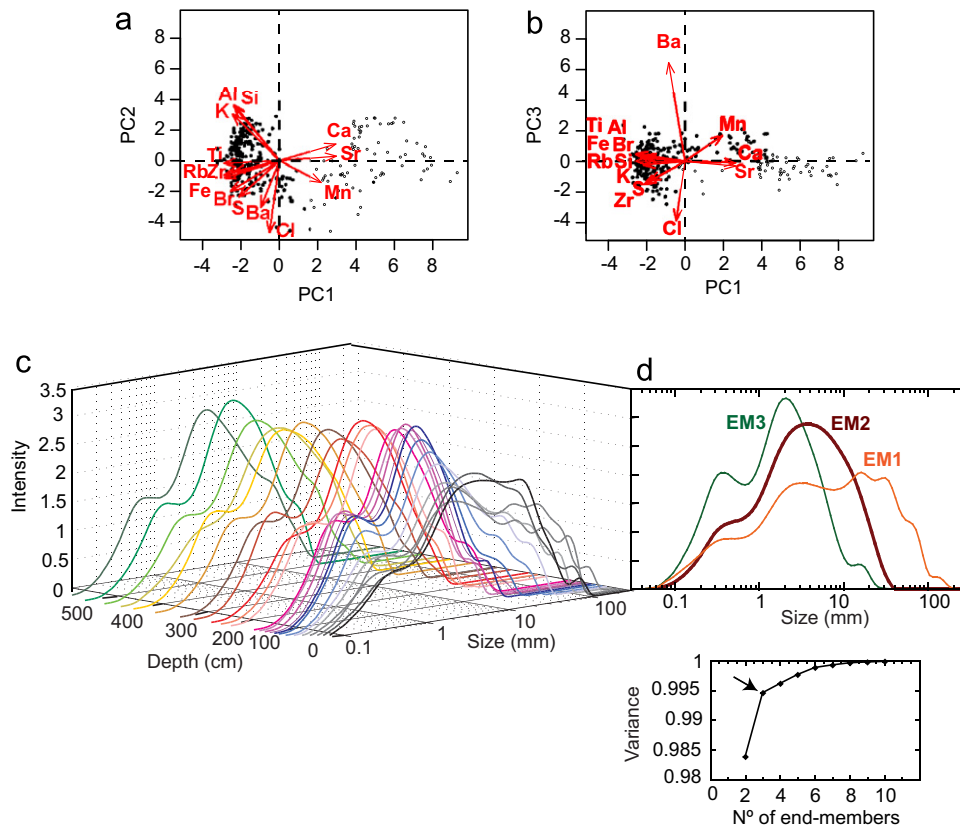 a
8
6
4
2
0
-2
-4
PC2
Al Si
K
Ti
Rb Zr
Fe
Br S Ba
Cl
Ca
Sr
Mn
-4 -2 0 2 4 6 8
PC1
b
8
6
4
2
0
-2
-4
PC3
Ba
Mn
Ti Al
Fe Br
Rb Si
K
S
Zr
Cl
Ca
Sr
-4 -2 0 2 4 6 8
PC1
c
3.5
3
2.5
2
1.5
1
0.5
0
Intensity
500 400 300 200 100 0
Depth (cm)
0.1 1 10 100
Size (mm)
d
EM3 EM2 EM1
0.1 1 10 100
Size (mm)
1
0.995
0.99
0.985
0.98
Variance
0 2 4 6 8 10
Nº of end-members